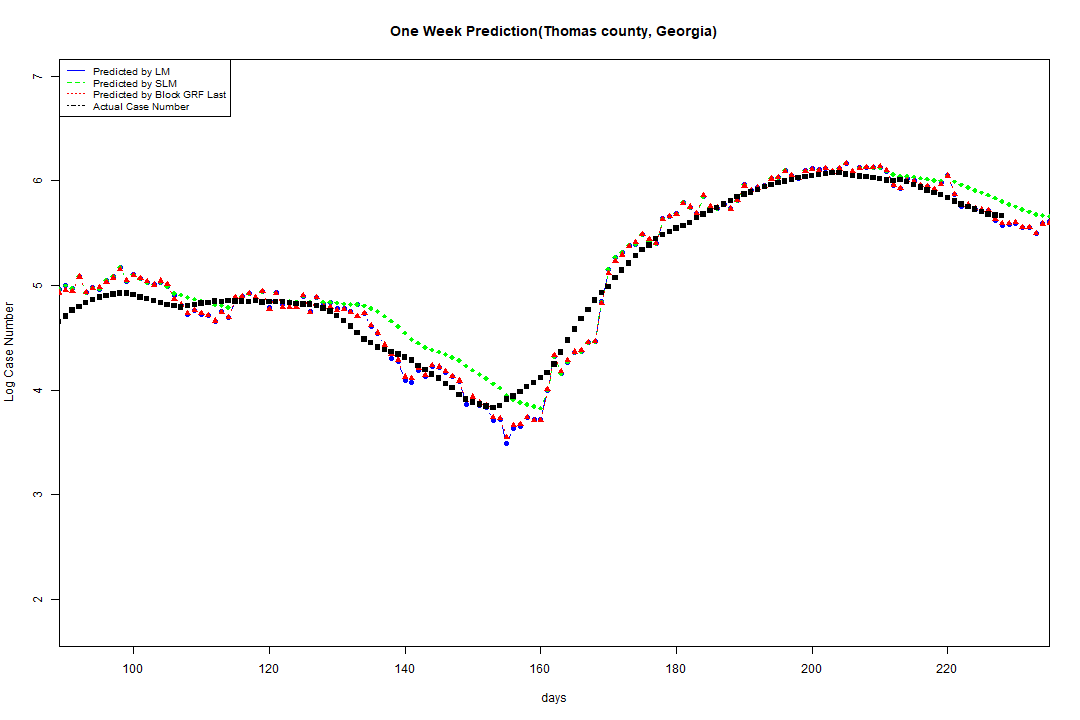 One Week Prediction(Thomas county, Georgia)
Predicted by LM
Predicted by SLM
Predicted by Block GRF Last
Actual Case Number
7
6
5
4
3
2
Log Case Number
100 120 140 160 180 200 220
days